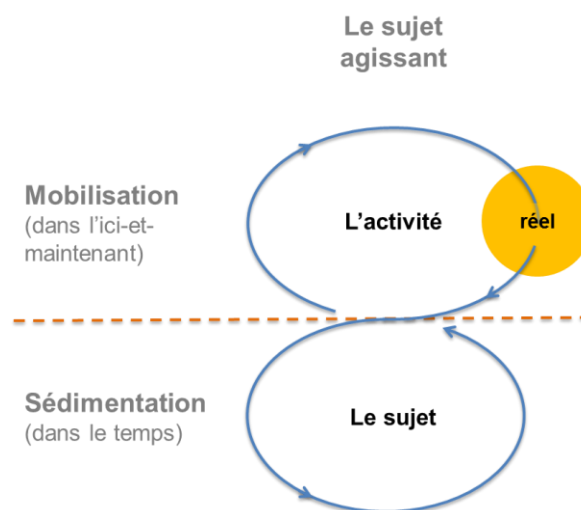 Le sujet
agissant
Mobilisation
(dans l'ici-et-
maintenant)
L'activité
réel
Sédimentation
(dans le temps)
Le sujet